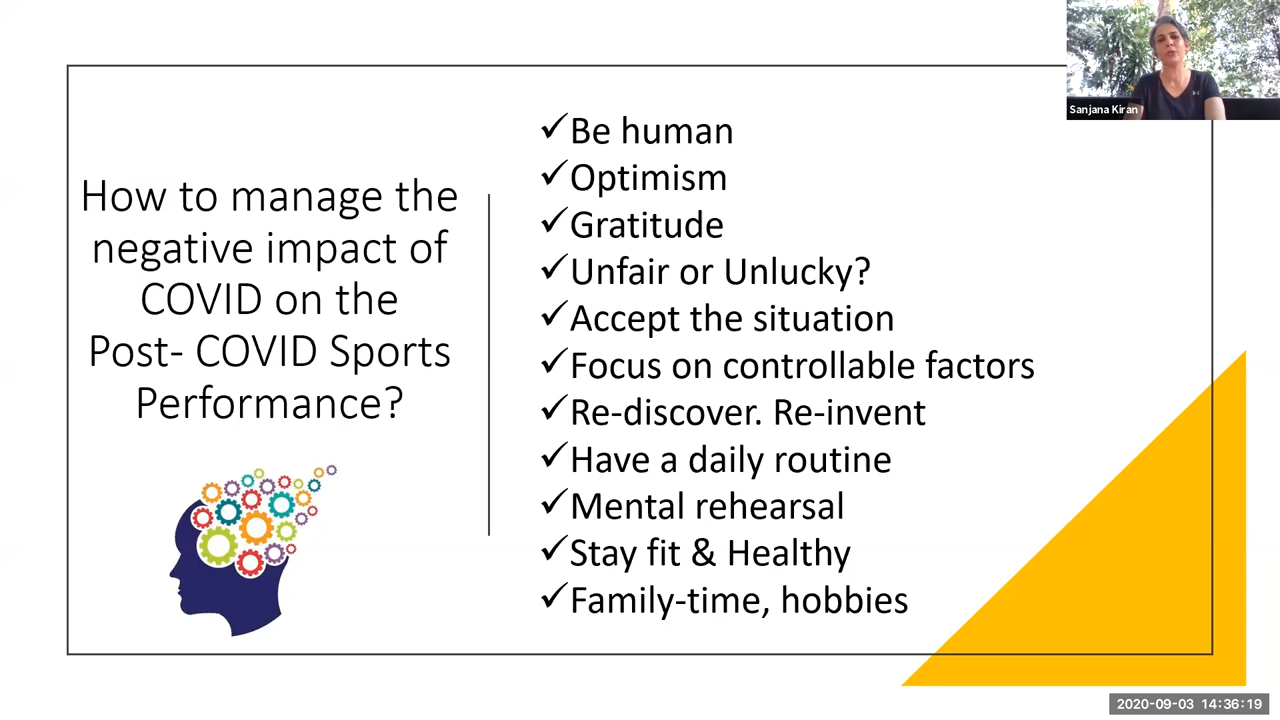 Sanjana Kiran
How to manage the
negative impact of
COVID on the
Post- COVID Sports
Performance?
✓Be human
✓Optimism
✓Gratitude
✓Unfair or Unlucky?
✓Accept the situation
✓Focus on controllable factors
✓Re-discover. Re-invent
✓Have a daily routine
✓Mental rehearsal
✓Stay fit & Healthy
✓Family-time, hobbies
2020-09-03 14:36:19